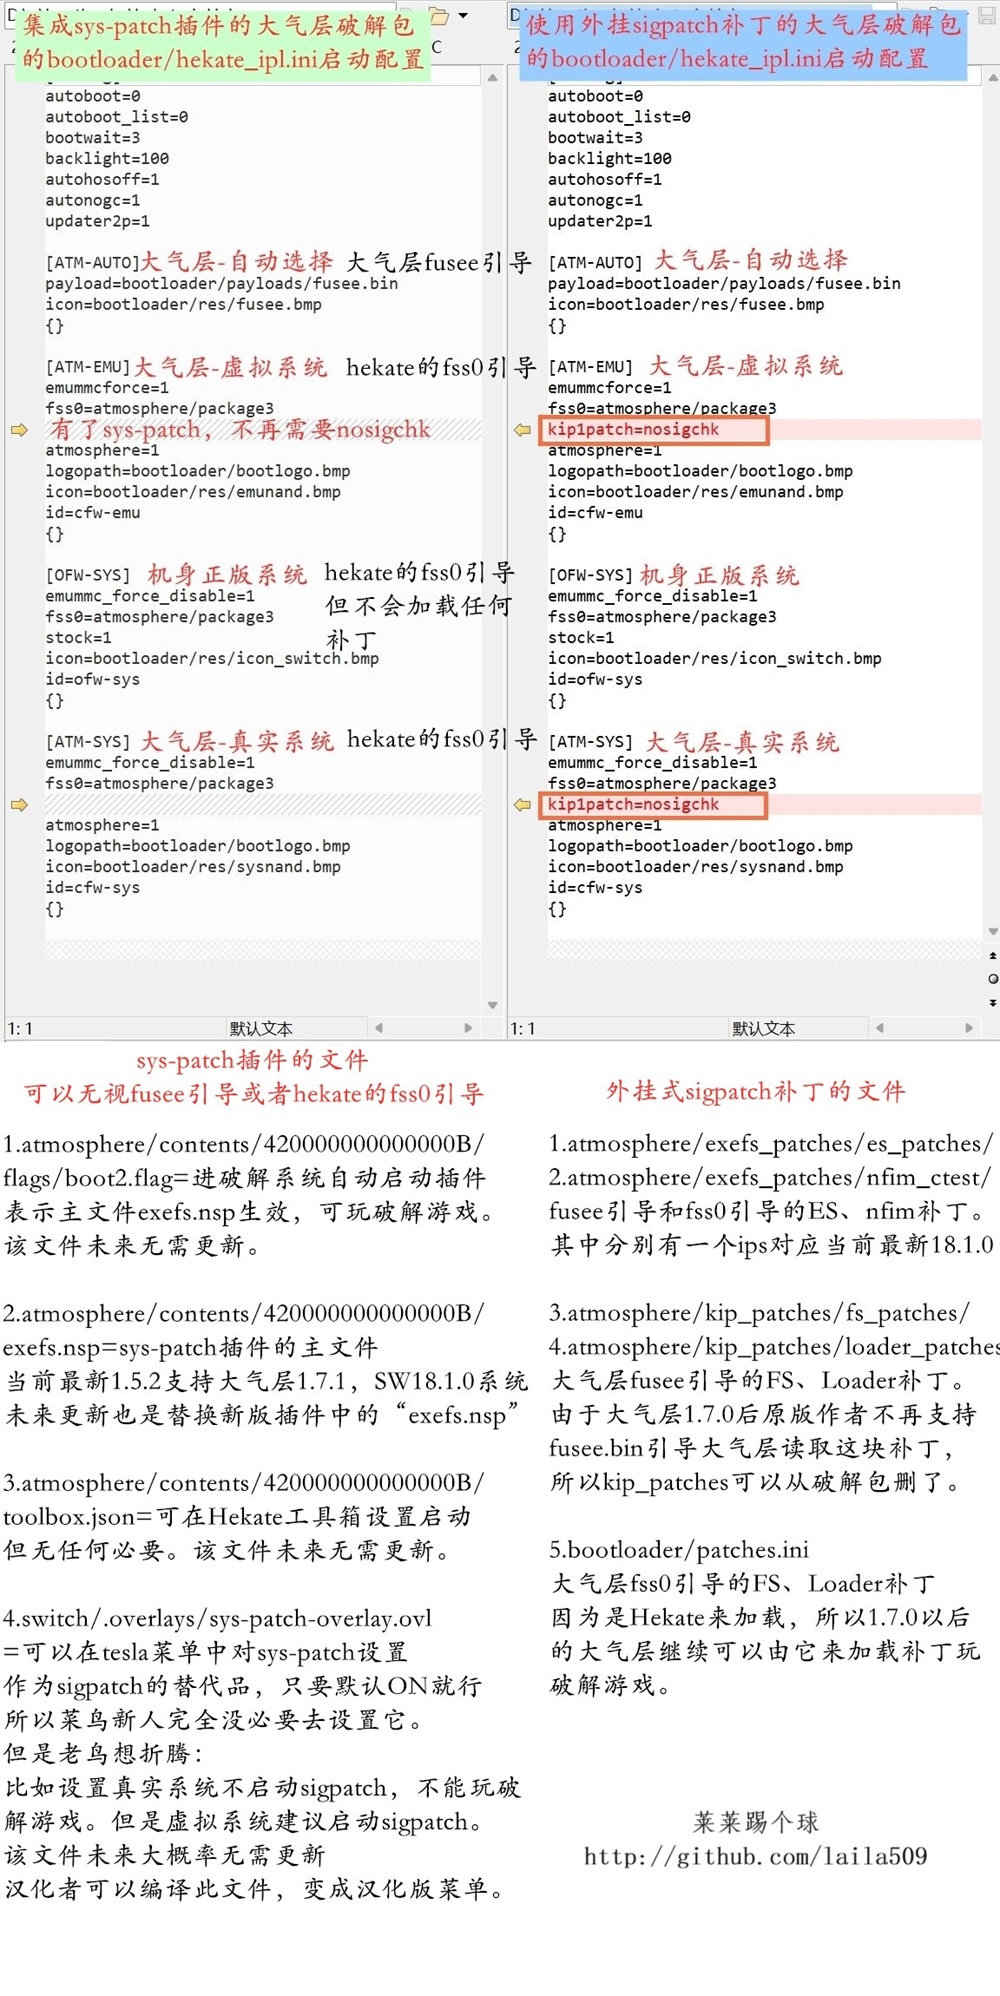 集成sys-patch插件的大气层破解包
的bootloader/hekate_ipl.ini启动配置
autoboot=0
autoboot_list=0
bootwait=3
backlight=100
autohosoff=1
autonogc=1
updater2p=1
[ATM-AUTO]大气层-自动选择 大气层fusee引导
payload=bootloader/payloads/fusee.bin
icon=bootloader/res/fusee.bmp
{}
[ATM-EMU]大气层-虚拟系统 hekate的fss0引导
emummcforce=1
fss0=atmosphere/package3
有了sys-patch，不再需要nosigchk
atmosphere=1
logopath=bootloader/bootlogo.bmp
icon=bootloader/res/emunand.bmp
id=cfw-emu
{}
[OFW-SYS] 机身正版系统 hekate的fss0引导
但不会加载任何
补丁
emummc_force_disable=1
fss0=atmosphere/package3
stock=1
icon=bootloader/res/icon_switch.bmp
id=ofw-sys
{}
[ATM-SYS] 大气层-真实系统 hekate的fss0引导
emummc_force_disable=1
fss0=atmosphere/package3
atmosphere=1
logopath=bootloader/bootlogo.bmp
icon=bootloader/res/sysnand.bmp
id=cfw-sys
{}
1: 1 默认文本
使用外挂sigpatch补丁的大气层破解包
的bootloader/hekate_ipl.ini启动配置
autoboot=0
autoboot_list=0
bootwait=3
backlight=100
autohosoff=1
autonogc=1
updater2p=1
[ATM-AUTO] 大气层-自动选择
payload=bootloader/payloads/fusee.bin
icon=bootloader/res/fusee.bmp
{}
[ATM-EMU] 大气层-虚拟系统
emummcforce=1
fss0=atmosphere/package3
kip1patch=nosigchk
atmosphere=1
logopath=bootloader/bootlogo.bmp
icon=bootloader/res/emunand.bmp
id=cfw-emu
{}
[OFW-SYS] 机身正版系统
emummc_force_disable=1
fss0=atmosphere/package3
stock=1
icon=bootloader/res/icon_switch.bmp
id=ofw-sys
{}
[ATM-SYS] 大气层-真实系统
emummc_force_disable=1
fss0=atmosphere/package3
kip1patch=nosigchk
atmosphere=1
logopath=bootloader/bootlogo.bmp
icon=bootloader/res/sysnand.bmp
id=cfw-sys
{}
1: 1 默认文本
sys-patch插件的文件
可以无视fusee引导或者hekate的fss0引导
1.atmosphere/contents/420000000000000B/
flags/boot2.flag=进破解系统自动启动插件
表示主文件exefs.nsp生效，可玩破解游戏。
该文件未来无需更新。
2.atmosphere/contents/420000000000000B/
exefs.nsp=sys-patch插件的主文件
当前最新1.5.2支持大气层1.7.1，SW18.1.0系统
未来更新也是替换新版插件中的“exefs.nsp”
3.atmosphere/contents/420000000000000B/
toolbox.json=可在Hekate工具箱设置启动
但无任何必要。该文件未来无需更新。
4.switch/.overlays/sys-patch-overlay.ovl
=可以在tesla菜单中对sys-patch设置
作为sigpatch的替代品，只要默认ON就行
所以菜鸟新人完全没必要去设置它。
但是老鸟想折腾：
比如设置真实系统不启动sigpatch，不能玩破
解游戏。但是虚拟系统建议启动sigpatch。
该文件未来大概率无需更新
汉化者可以编译此文件，变成汉化版菜单。
外挂式sigpatch补丁的文件
1.atmosphere/exefs_patches/es_patches/
2.atmosphere/exefs_patches/nfim_ctest/
fusee引导和fss0引导的ES、nfim补丁。
其中分别有一个ips对应当前最新18.1.0
3.atmosphere/kip_patches/fs_patches/
4.atmosphere/kip_patches/loader_patches
大气层fusee引导的FS、Loader补丁。
由于大气层1.7.0后原版作者不再支持
fusee.bin引导大气层读取这块补丁，
所以kip_patches可以从破解包删了。
5.bootloader/patches.ini
大气层fss0引导的FS、Loader补丁
因为是Hekate来加载，所以1.7.0以后
的大气层继续可以由它来加载补丁玩
破解游戏。
莱莱踢个球
http://github.com/laila509